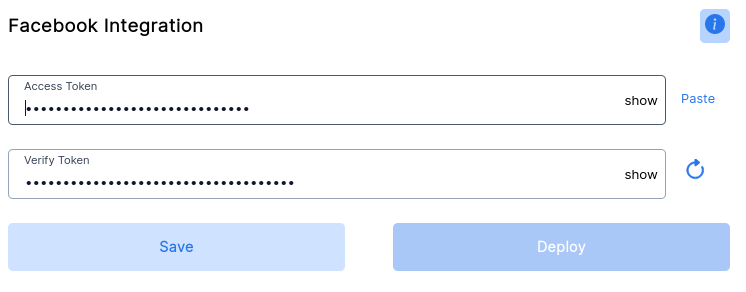 Facebook Integration
i
Access Token
•••••••••••••••••••••••••••••• show Paste
Verify Token
•••••••••••••••••••••••••••••••••••• show
Save Deploy